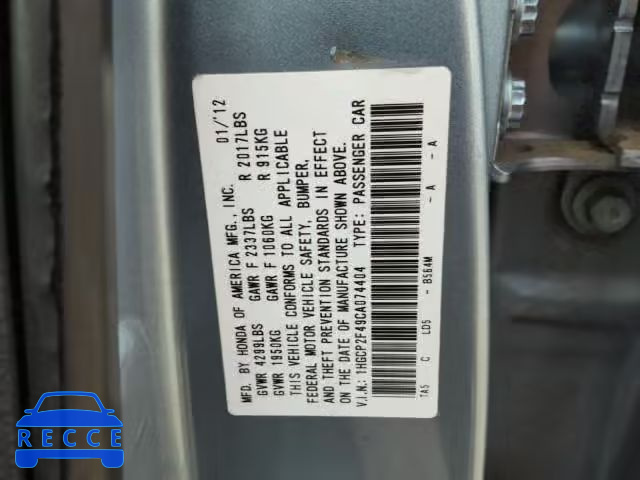 MFD. BY HONDA OF AMERICA MFG., INC. 01/'12
GVWR 4299LBS GAWR F 2337LBS R 2017LBS
GVWR 1950KG GAWR F 1060KG R 915KG
THIS VEHICLE CONFORMS TO ALL APPLICABLE
FEDERAL MOTOR VEHICLE SAFETY, BUMPER,
AND THEFT PREVENTION STANDARDS IN EFFECT
ON THE DATE OF MANUFACTURE SHOWN ABOVE.
V.I.N.: 1HGCP2F49CA074404 TYPE: PASSENGER CAR
TA5 C LD5 - B564M - A - A
RECCE